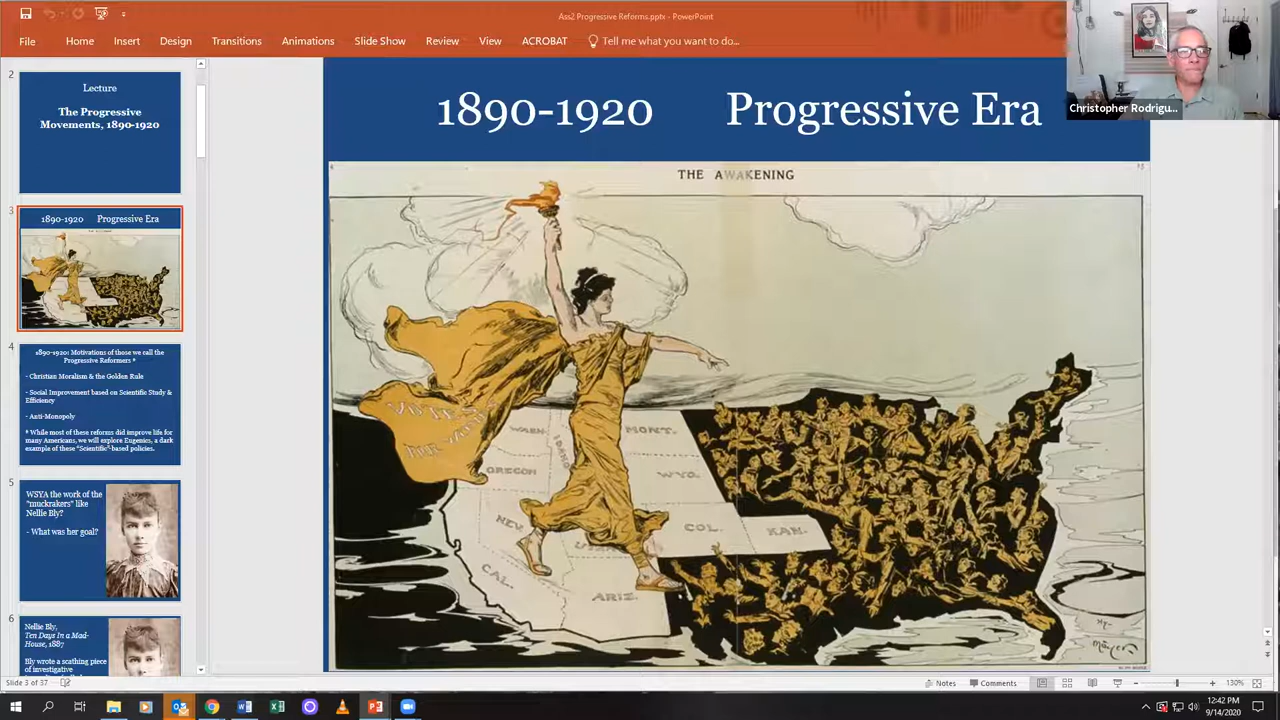 Ass2 Progressive Reforms.pptx - PowerPoint
File Home Insert Design Transitions Animations Slide Show Review View ACROBAT Tell me what you want to do...
Christopher Rodrigu...
2
Lecture
The Progressive
Movements, 1890-1920
3
1890-1920 Progressive Era
4
1890-1920: Motivations of those we call the
Progressive Reformers *
- Christian Moralism & the Golden Rule
- Social Improvement based on Scientific Study &
Efficiency
- Anti-Monopoly
* While most of these reforms did improve life for
many Americans, we will explore Eugenics, a dark
example of these "Scientific"-based policies.
5
WSYA the work of the
"muckrakers" like
Nellie Bly?
- What was her goal?
6
Nellie Bly,
Ten Days In a Mad-
House, 1887
Bly wrote a scathing piece
of investigative
1890-1920 Progressive Era
THE AWAKENING
VOTES
FOR WOMEN
WASH.
IDAHO
MONT.
OREGON
WYO.
NEV.
COL.
KAN.
CAL.
ARIZ.
Slide 3 of 37
Notes
Comments
130%
12:42 PM
9/14/2020